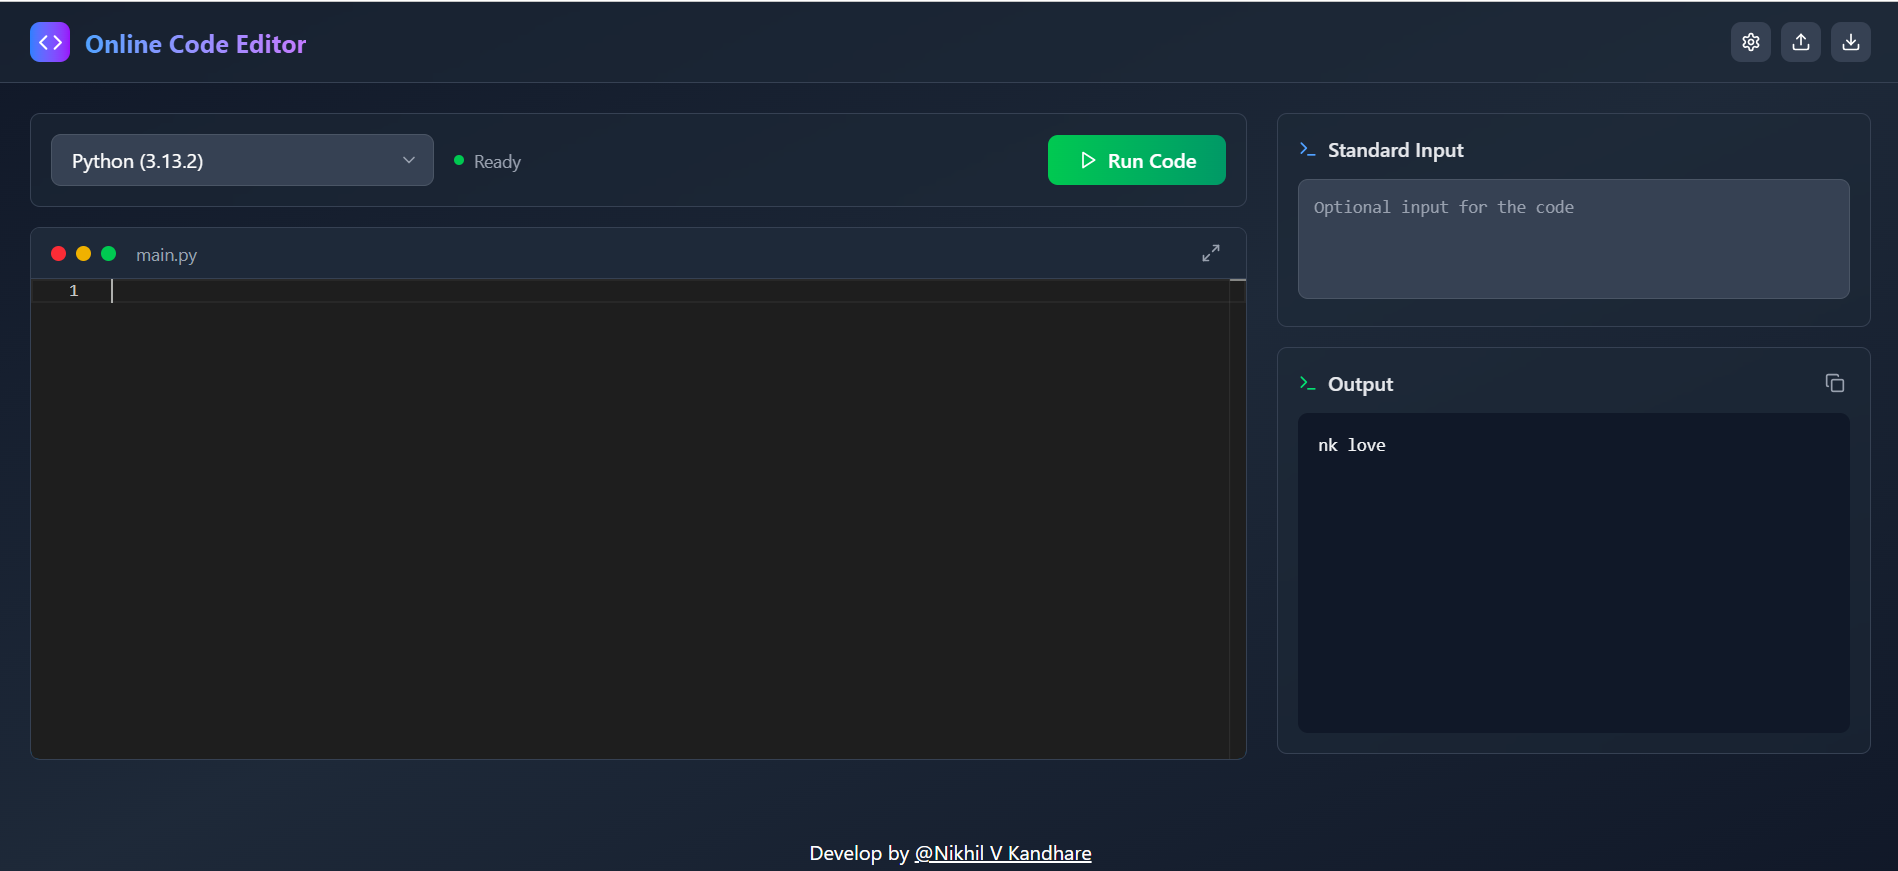 Online Code Editor
Python (3.13.2)
Ready
Run Code
main.py
1
Standard Input
Optional input for the code
Output
nk love
Develop by @Nikhil V Kandhare